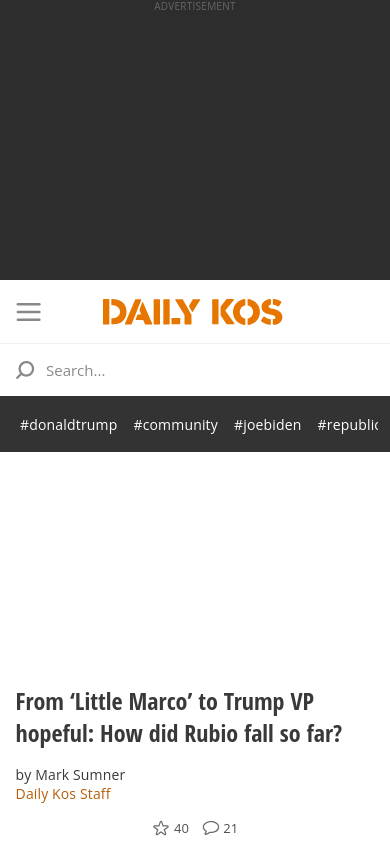 ADVERTISEMENT
DAILY KOS
Search...
#donaldtrump #community #joebiden #republic
From ‘Little Marco’ to Trump VP
hopeful: How did Rubio fall so far?
by Mark Sumner
Daily Kos Staff
40 21